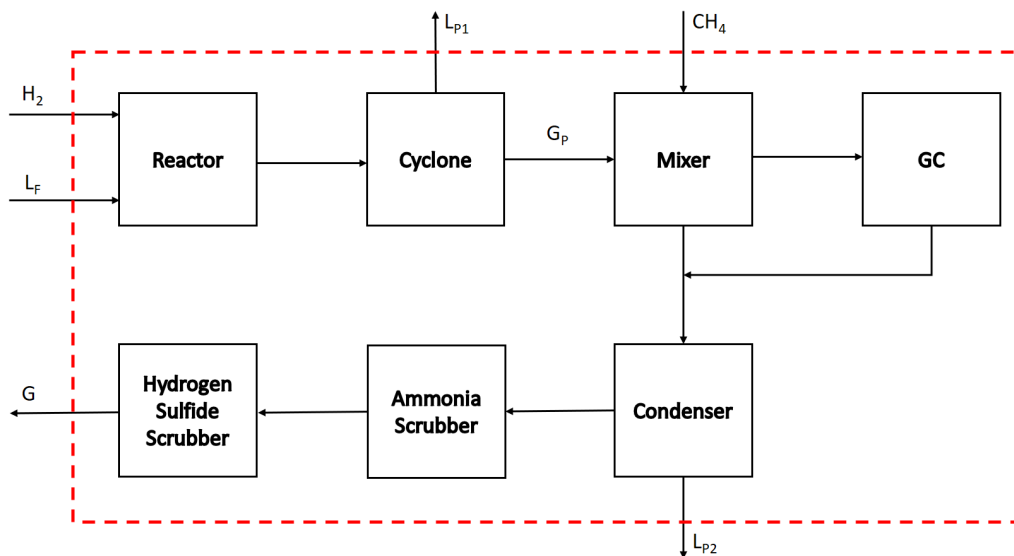 L_P1
CH_4
H_2
Reactor
Cyclone
G_P
Mixer
GC
L_F
G
Hydrogen
Sulfide
Scrubber
Ammonia
Scrubber
Condenser
L_P2